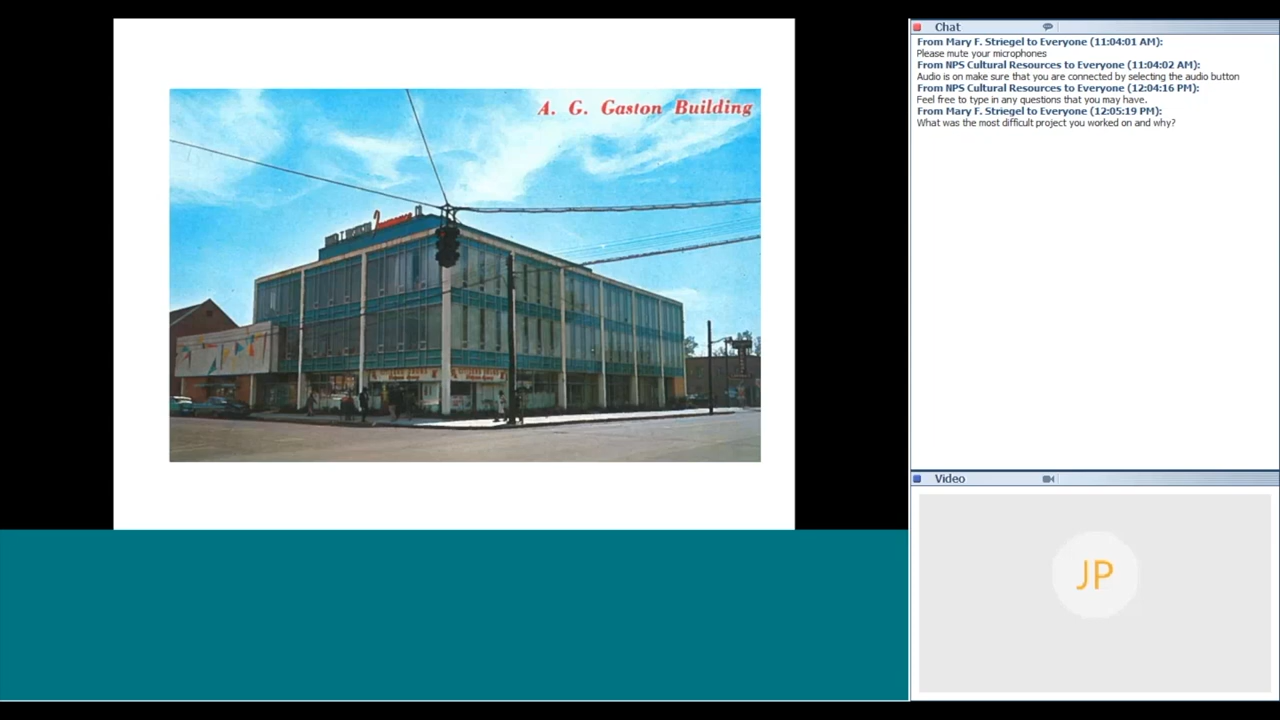 A. G. Gaston Building
Chat
From Mary F. Striegel to Everyone (11:04:01 AM):
Please mute your microphones
From NPS Cultural Resources to Everyone (11:04:02 AM):
Audio is on make sure that you are connected by selecting the audio button
From NPS Cultural Resources to Everyone (12:04:16 PM):
Feel free to type in any questions that you may have.
From Mary F. Striegel to Everyone (12:05:19 PM):
What was the most difficult project you worked on and why?
Video
JP